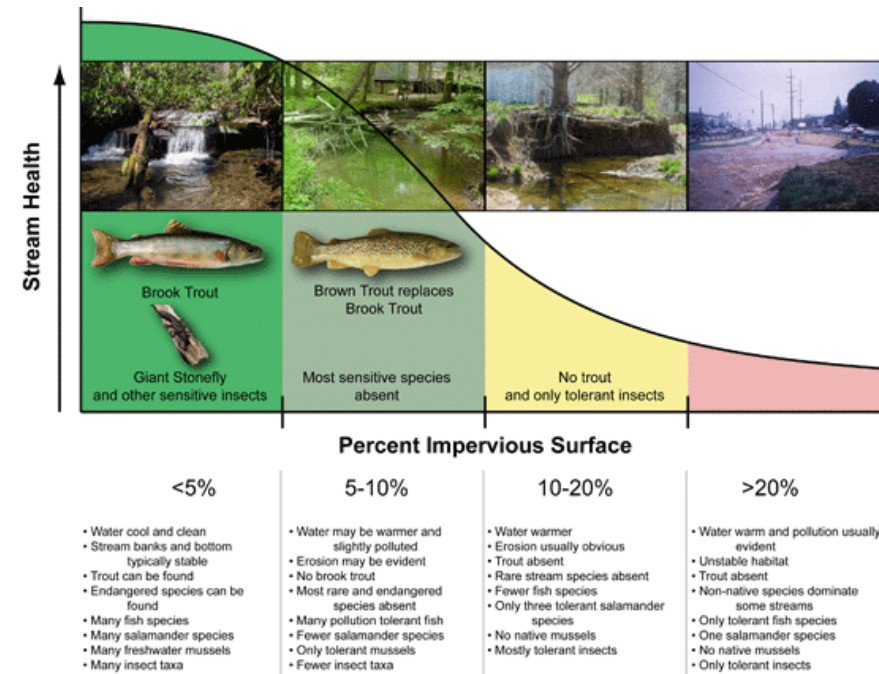 Stream Health
Brook Trout
Giant Stonefly
and other sensitive insects
Brown Trout replaces
Brook Trout
Most sensitive species
absent
No trout
and only tolerant insects
Percent Impervious Surface
<5%
• Water cool and clean
• Stream banks and bottom
typically stable
• Trout can be found
• Endangered species can be
found
• Many fish species
• Many salamander species
• Many freshwater mussels
• Many insect taxa
5-10%
• Water may be warmer and
slightly polluted
• Erosion may be evident
• No brook trout
• Most rare and endangered
species absent
• Many pollution tolerant fish
• Fewer salamander species
• Only tolerant mussels
• Fewer insect taxa
10-20%
• Water warmer
• Erosion usually obvious
• Trout absent
• Rare stream species absent
• Fewer fish species
• Only three tolerant salamander
species
• No native mussels
• Mostly tolerant insects
>20%
• Water warm and pollution usually
evident
• Unstable habitat
• Trout absent
• Non-native species dominate
some streams
• Only tolerant fish species
• One salamander species
• No native mussels
• Only tolerant insects